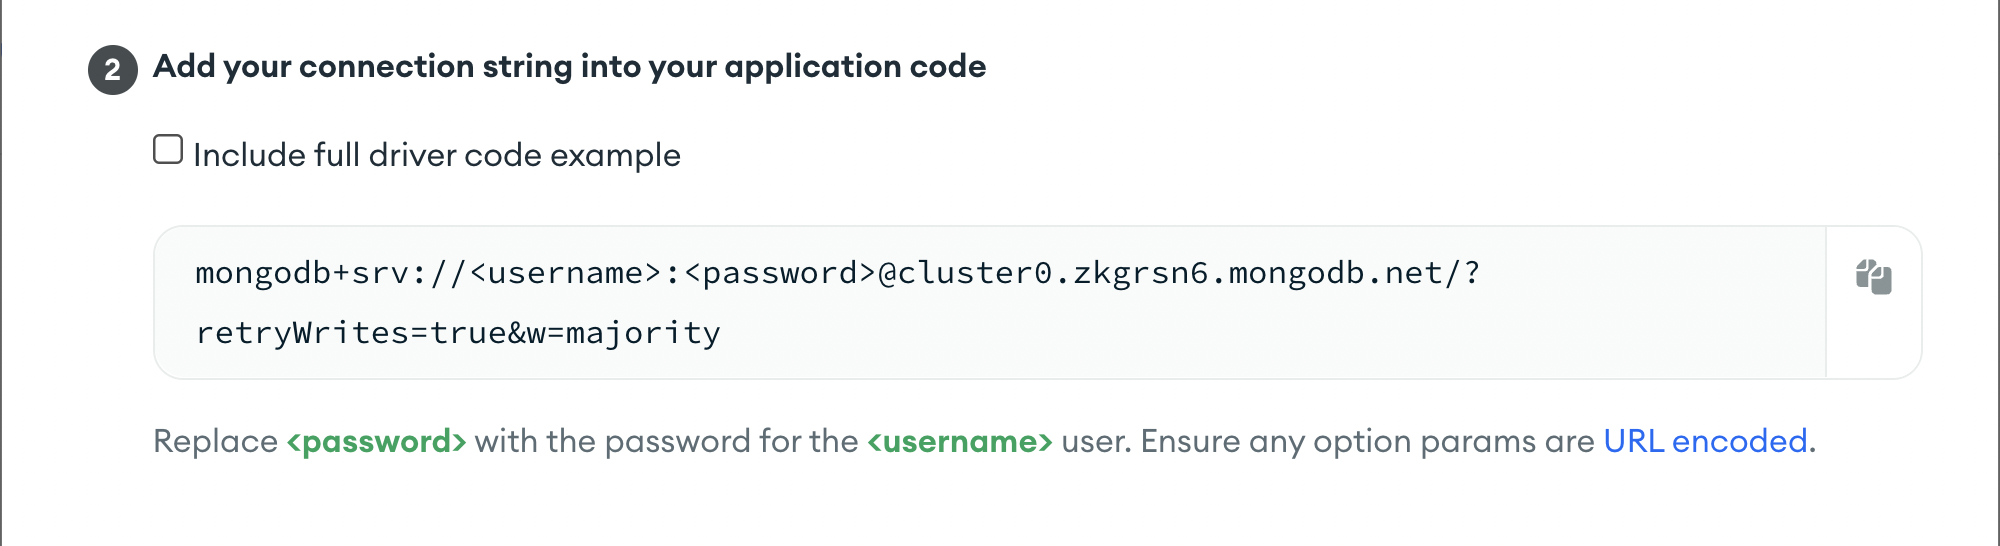 2 Add your connection string into your application code
Include full driver code example
mongodb+srv://<username>:<password>@cluster0.zkgrsn6.mongodb.net/?
retryWrites=true&w=majority
Replace <password> with the password for the <username> user. Ensure any option params are URL encoded.